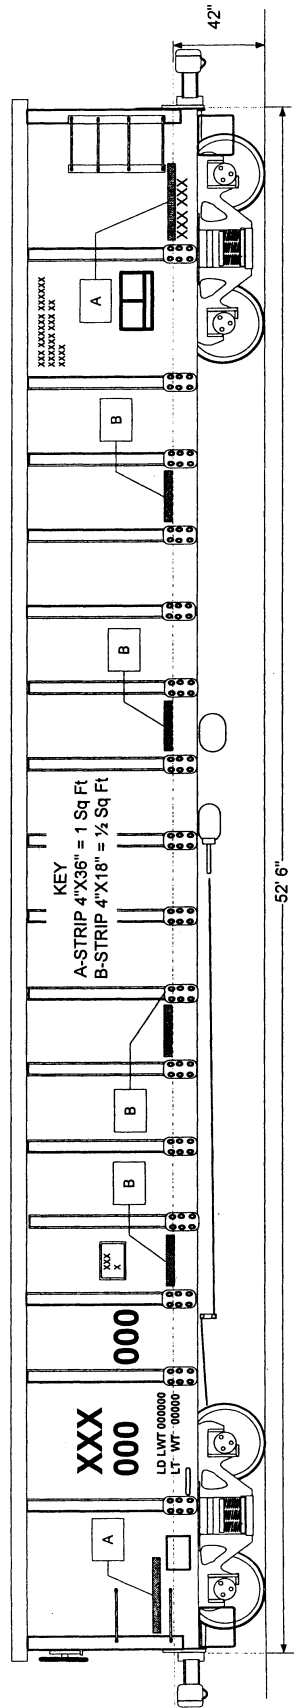 KEY
A-STRIP 4"X36" = 1 Sq Ft
B-STRIP 4"X18" = ½ Sq Ft
A
XXX
000
000
LD LWT 000000
LT WT 00000
XXX
X
B
B
B
B
A
XXX XXXXXX XXXXXX
XXXXXX XXX XX
XXXX
XXX XXX
42"
52' 6"